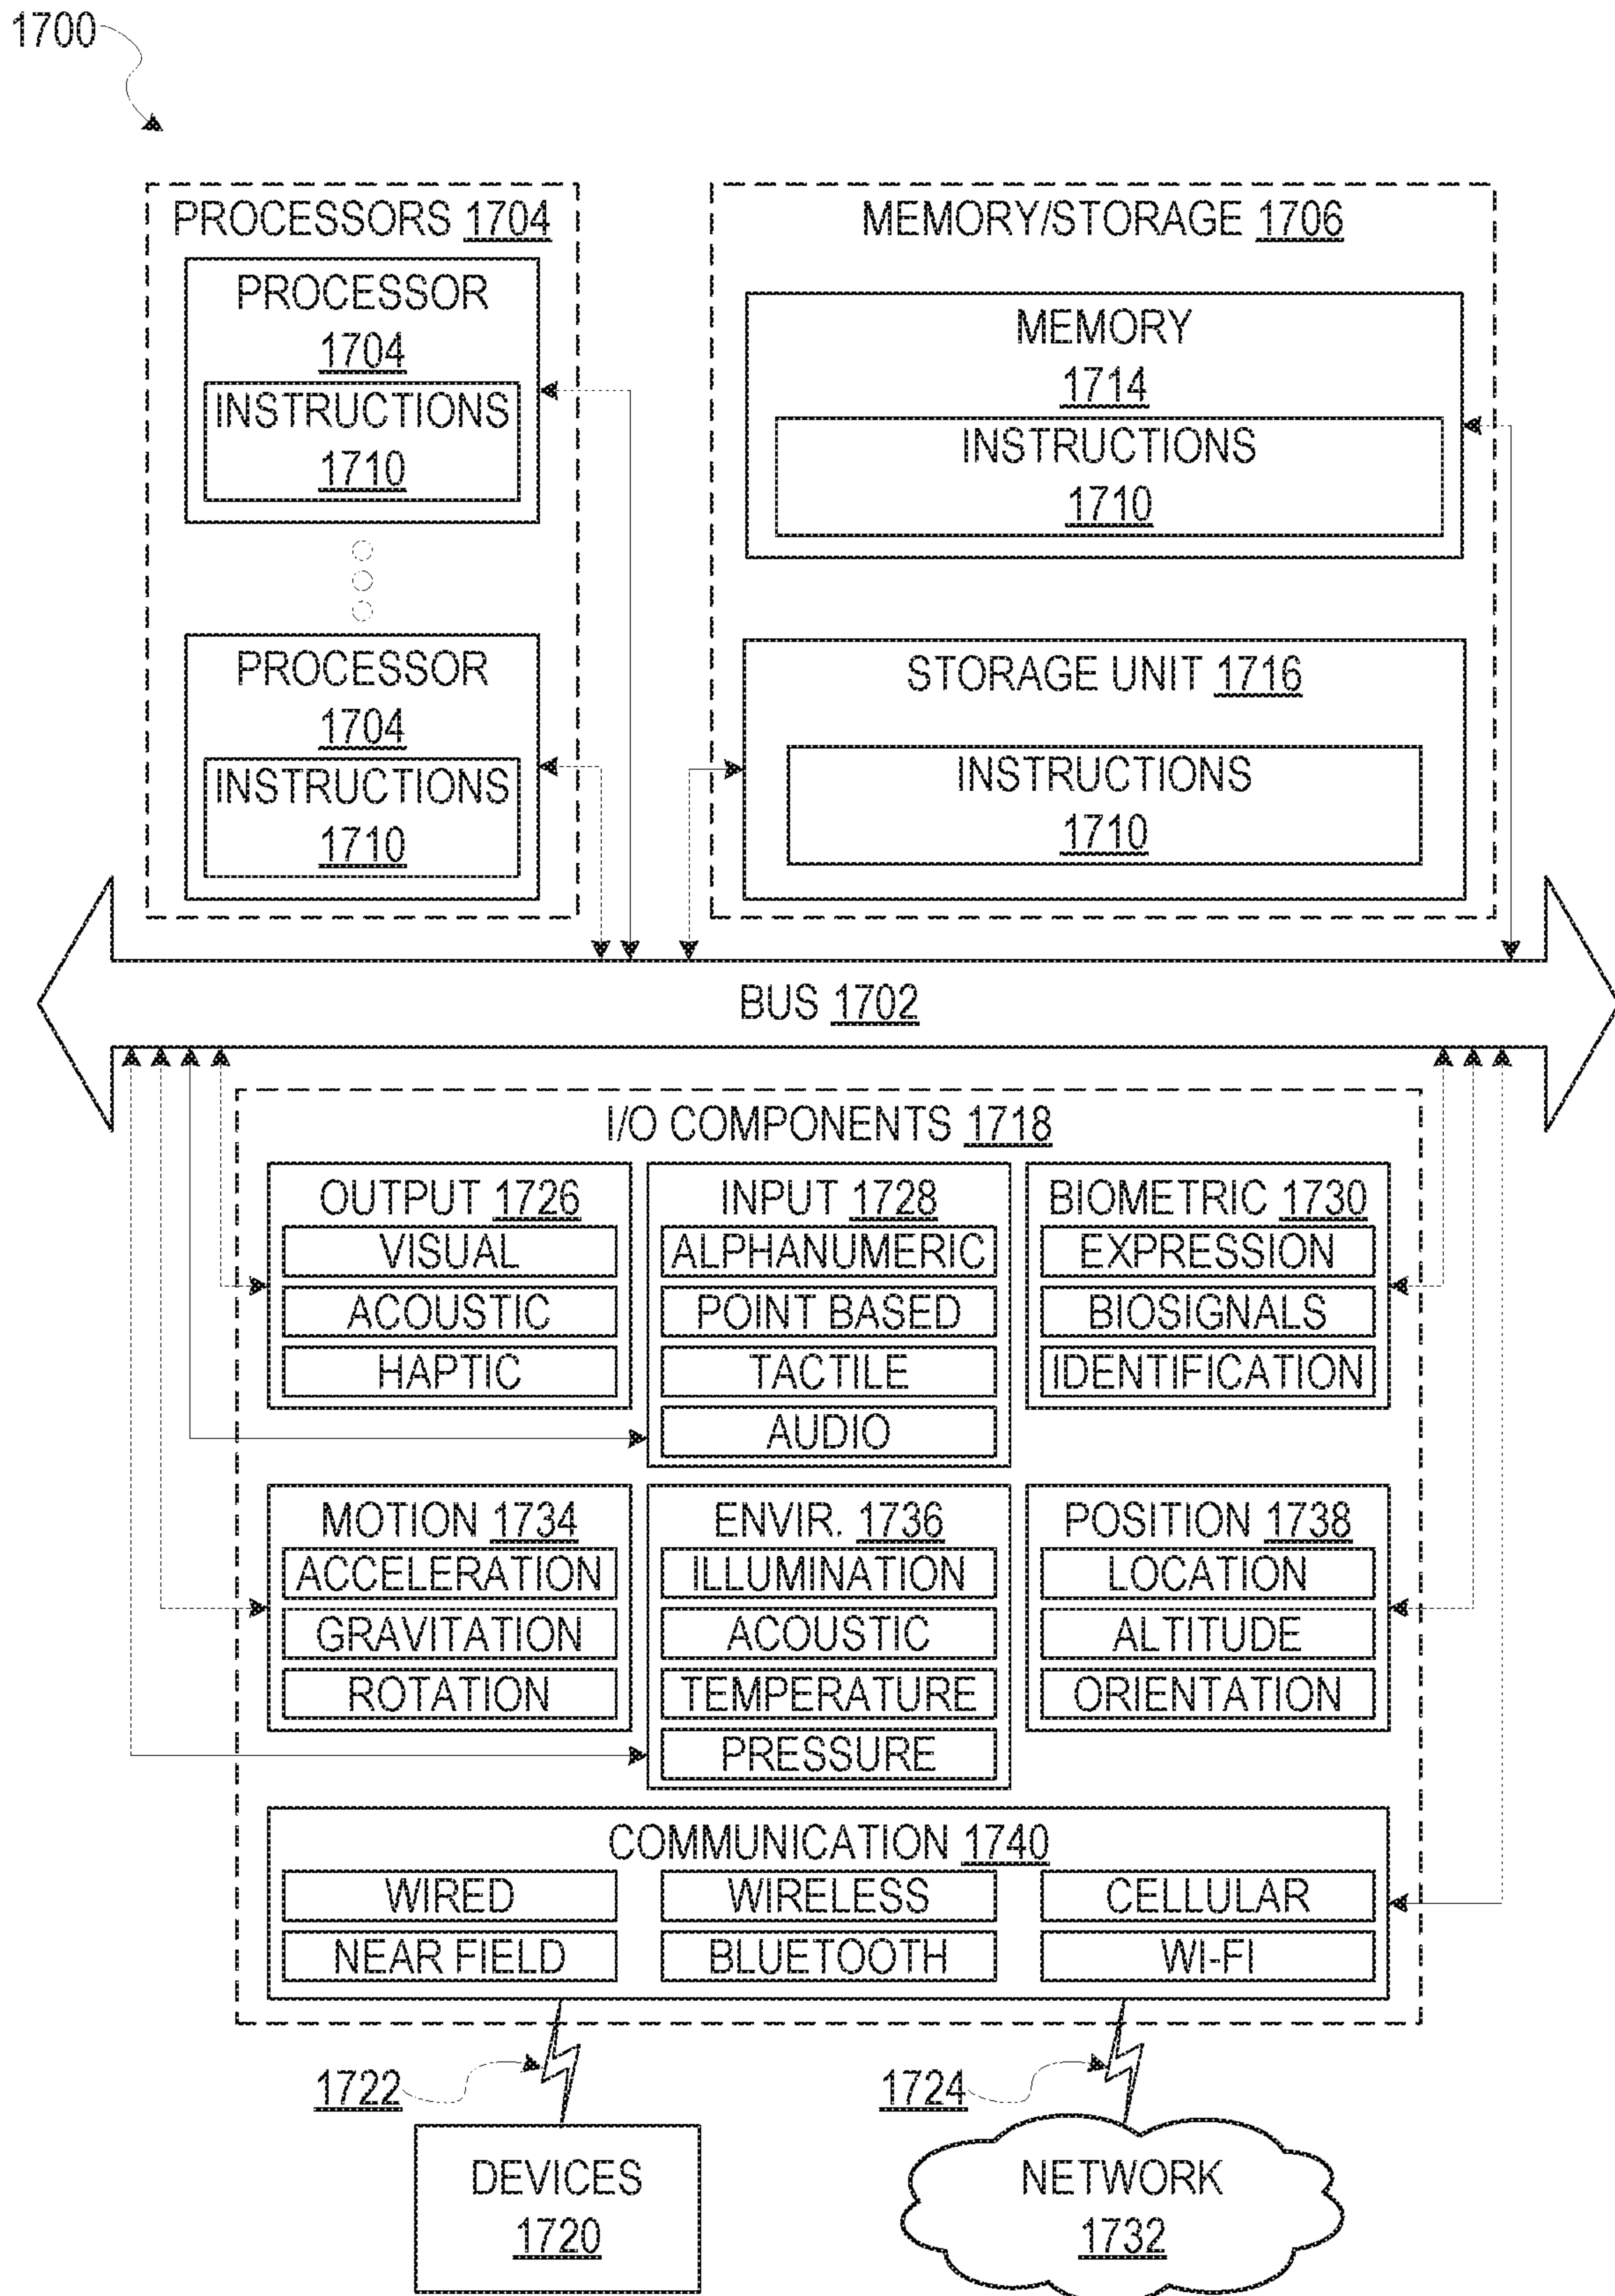 1700
PROCESSORS 1704
PROCESSOR
1704
INSTRUCTIONS
1710
PROCESSOR
1704
INSTRUCTIONS
1710
MEMORY/STORAGE 1706
MEMORY
1714
INSTRUCTIONS
1710
STORAGE UNIT 1716
INSTRUCTIONS
1710
BUS 1702
I/O COMPONENTS 1718
OUTPUT 1726
VISUAL
ACOUSTIC
HAPTIC
INPUT 1728
ALPHANUMERIC
POINT BASED
TACTILE
AUDIO
BIOMETRIC 1730
EXPRESSION
BIOSIGNALS
IDENTIFICATION
MOTION 1734
ACCELERATION
GRAVITATION
ROTATION
ENVIR. 1736
ILLUMINATION
ACOUSTIC
TEMPERATURE
PRESSURE
POSITION 1738
LOCATION
ALTITUDE
ORIENTATION
COMMUNICATION 1740
WIRED
WIRELESS
CELLULAR
NEAR FIELD
BLUETOOTH
WI-FI
1722
1724
DEVICES
1720
NETWORK
1732